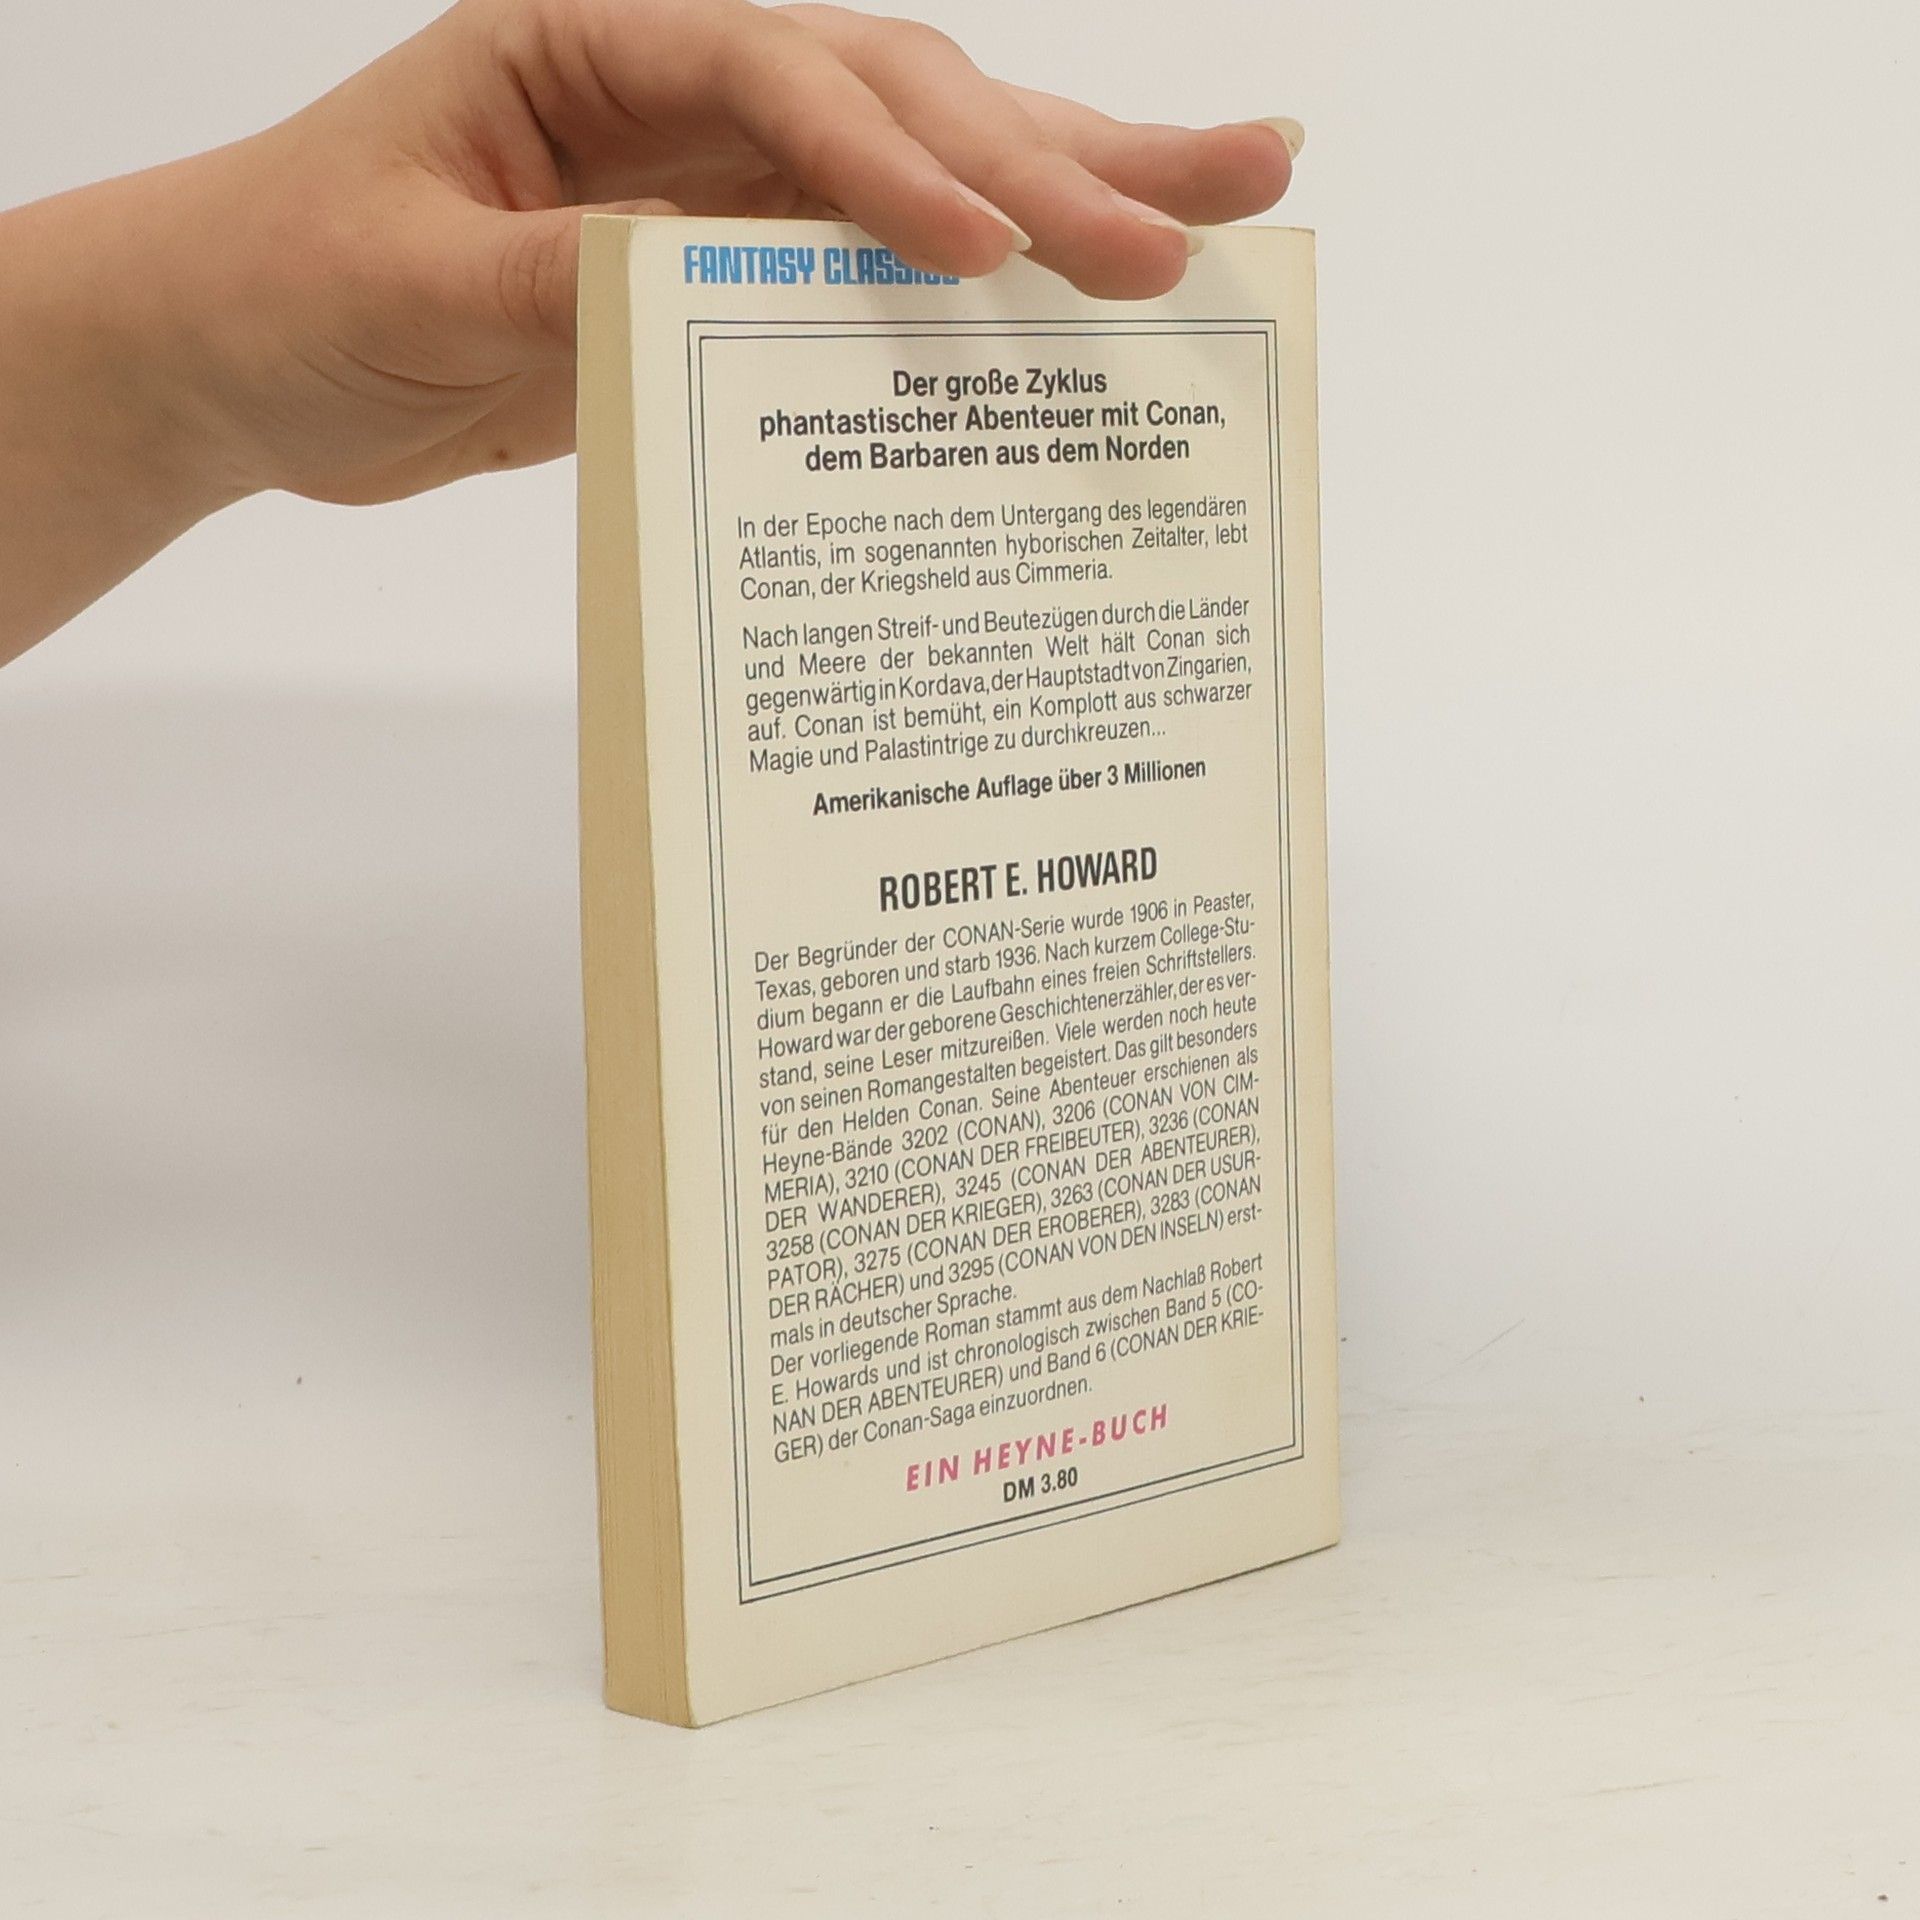 FANTASY CLASSICS
Der große Zyklus
phantastischer Abenteuer mit Conan,
dem Barbaren aus dem Norden
In der Epoche nach dem Untergang des legendären
Atlantis, im sogenannten hyborischen Zeitalter, lebt
Conan, der Kriegsheld aus Cimmeria.
Nach langen Streif- und Beutezügen durch die Länder
und Meere der bekannten Welt hält Conan sich
gegenwärtig in Kordava, der Hauptstadt von Zingarien,
auf. Conan ist bemüht, ein Komplott aus schwarzer
Magie und Palastintrige zu durchkreuzen...
Amerikanische Auflage über 3 Millionen
ROBERT E. HOWARD
Der Begründer der CONAN-Serie wurde 1906 in Peaster,
Texas, geboren und starb 1936. Nach kurzem College-Stu-
dium begann er die Laufbahn eines freien Schriftstellers.
Howard war der geborene Geschichtenerzähler, der es ver-
stand, seine Leser mitzureißen. Viele werden noch heute
von seinen Romangestalten begeistert. Das gilt besonders
für den Helden Conan. Seine Abenteuer erschienen als
Heyne-Bände 3202 (CONAN), 3206 (CONAN VON CIM-
MERIA), 3210 (CONAN DER FREIBEUTER), 3236 (CONAN
DER WANDERER), 3245 (CONAN DER ABENTEURER),
3258 (CONAN DER KRIEGER), 3263 (CONAN DER USUR-
PATOR), 3275 (CONAN DER EROBERER), 3283 (CONAN
DER RÄCHER) und 3295 (CONAN VON DEN INSELN) erst-
mals in deutscher Sprache.
Der vorliegende Roman stammt aus dem Nachlaß Robert
E. Howards und ist chronologisch zwischen Band 5 (CO-
NAN DER ABENTEURER) und Band 6 (CONAN DER KRIE-
GER) der Conan-Saga einzuordnen.
EIN HEYNE-BUCH
DM 3.80